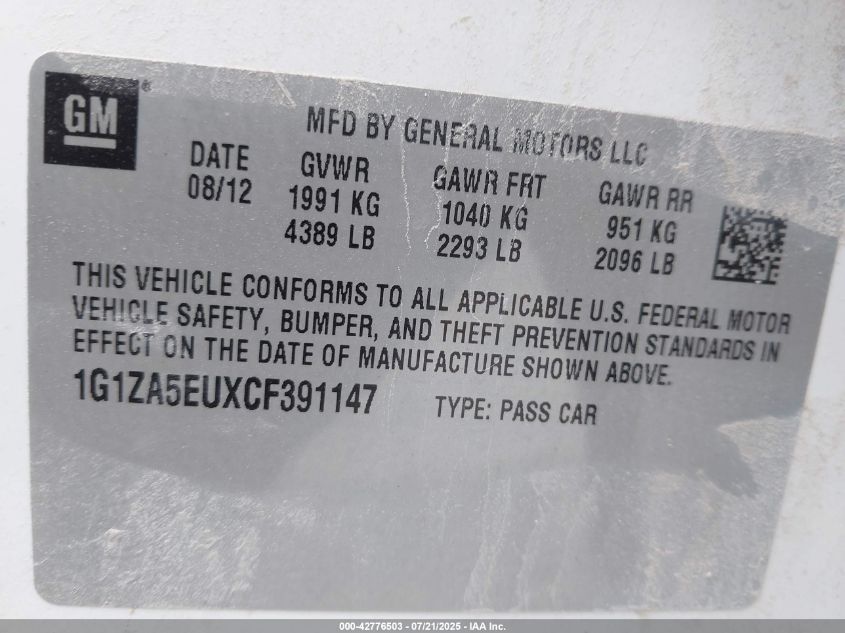 GM®
MFD BY GENERAL MOTORS LLC
DATE GVWR GAWR FRT GAWR RR
08/12 1991 KG 1040 KG 951 KG
4389 LB 2293 LB 2096 LB
THIS VEHICLE CONFORMS TO ALL APPLICABLE U.S. FEDERAL MOTOR
VEHICLE SAFETY, BUMPER, AND THEFT PREVENTION STANDARDS IN
EFFECT ON THE DATE OF MANUFACTURE SHOWN ABOVE.
1G1ZA5EUXCF391147 TYPE: PASS CAR
000-42776503 - 07/21/2025 - IAA Inc.